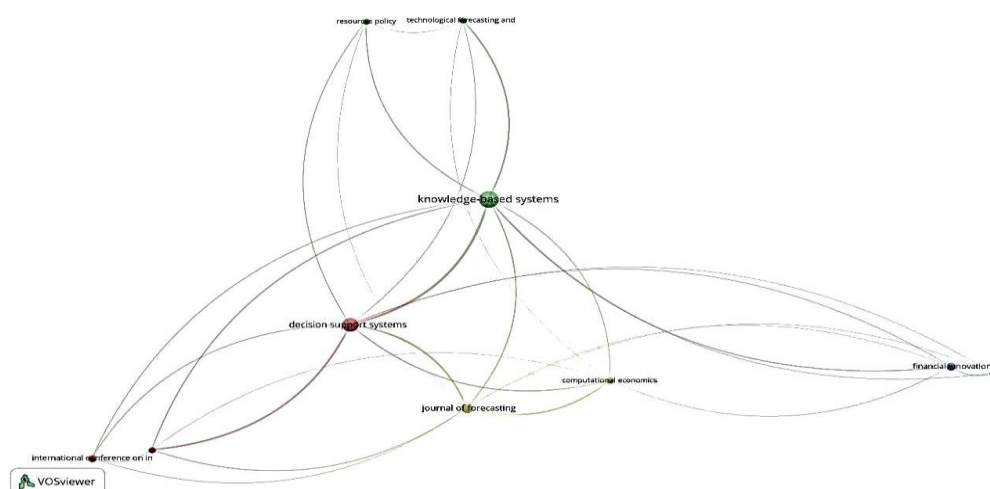 resources policy
technological forecasting and
knowledge-based systems
decision support systems
financial innovation
computational economics
journal of forecasting
international conference on in
VOSviewer